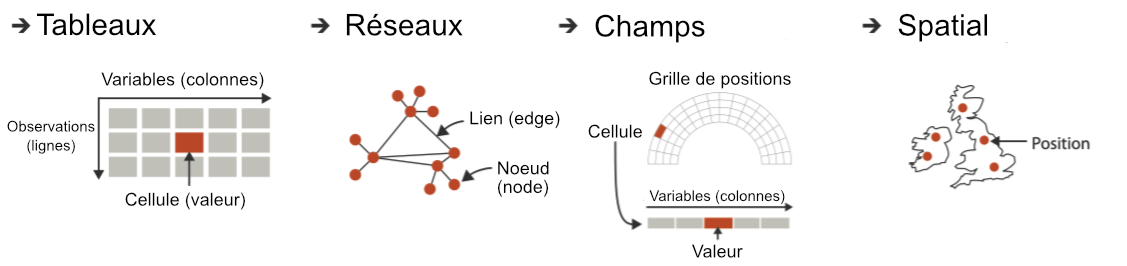 → Tableaux
Variables (colonnes)
Observations
(lignes)
Cellule (valeur)
→ Réseaux
Lien (edge)
Noeud
(node)
→ Champs
Grille de positions
Cellule
Variables (colonnes)
Valeur
→ Spatial
Position